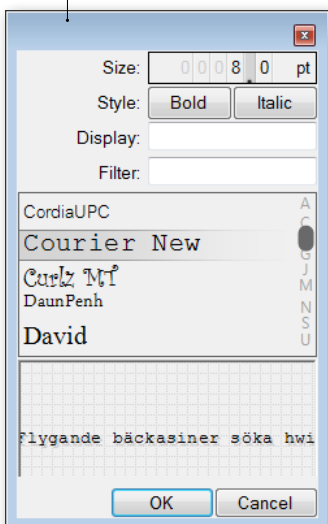 x
Size: 0 0 0 8 . 0 pt
Style: Bold Italic
Display:
Filter:
CordiaUPC
Courier New
Curlz MT
DaunPenh
David
A
C
G
J
M
N
S
U
Flygande bäckasiner söka hwi
OK Cancel